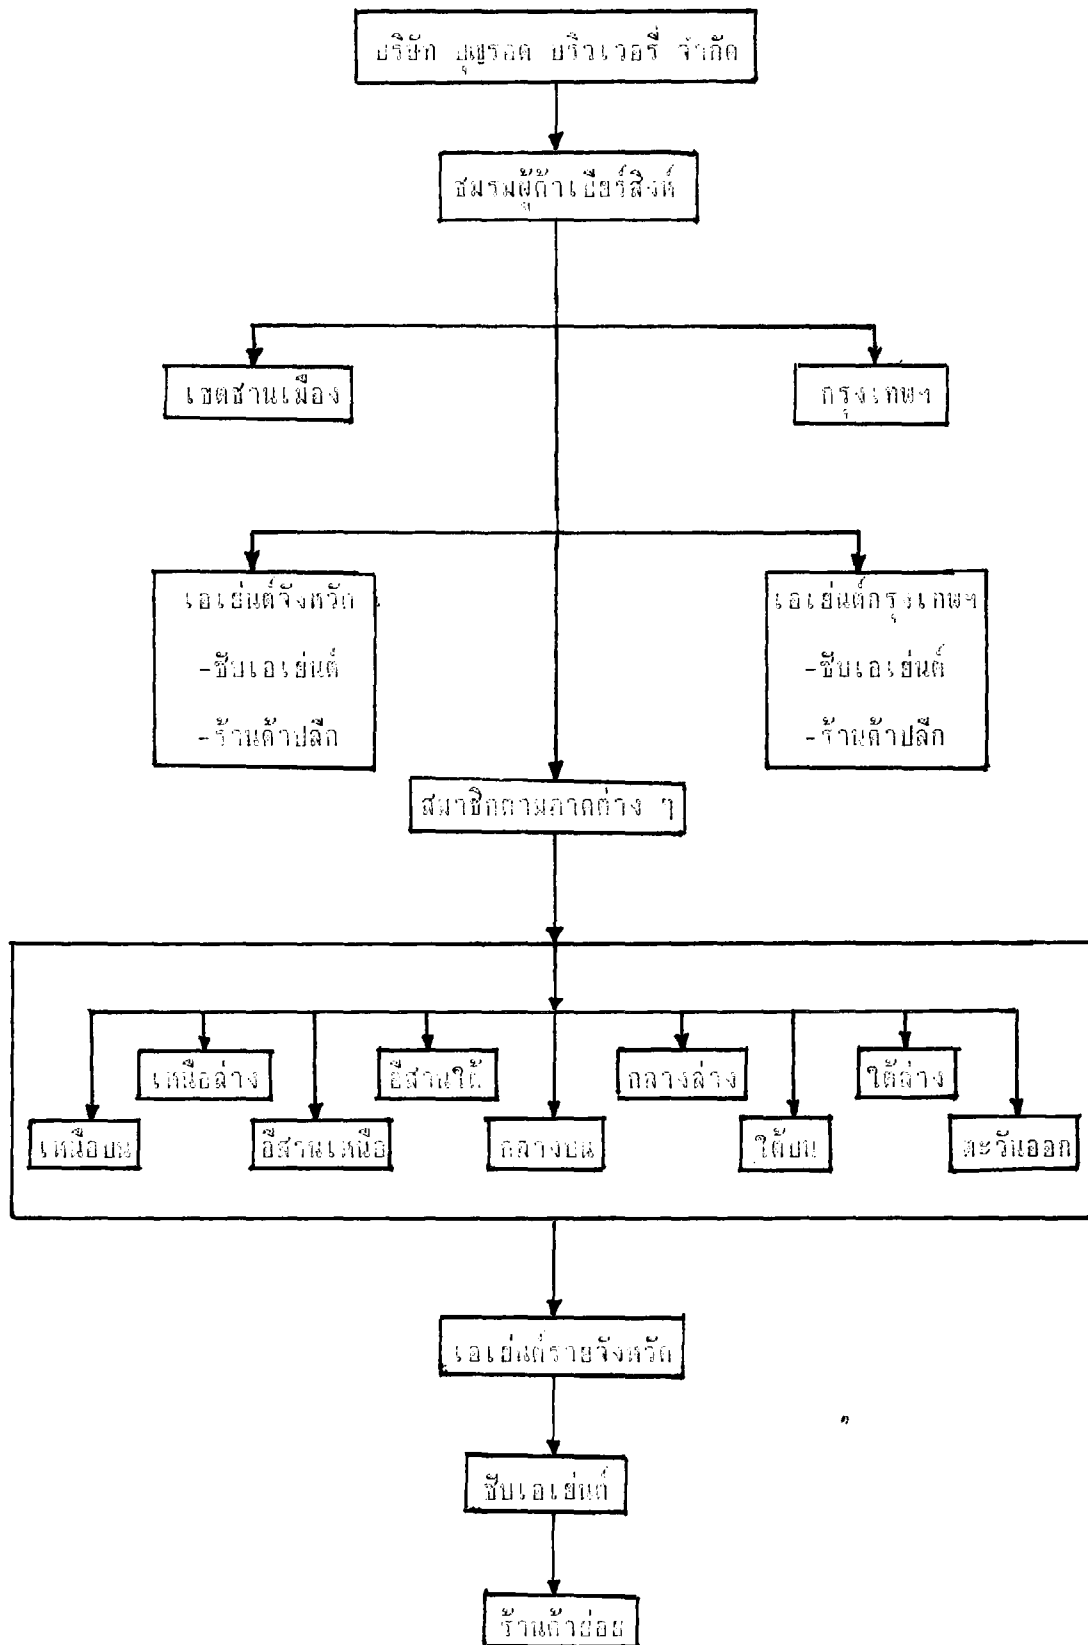 บริษัท บุญรอด บริวเวอรี่ จำกัด
ชมรมผู้ค้าเบียร์สิงห์
เขตชานเมือง
กรุงเทพฯ
เอเย่นต์จังหวัด
-ซับเอเย่นต์
-ร้านค้าปลีก
เอเย่นต์กรุงเทพฯ
-ซับเอเย่นต์
-ร้านค้าปลีก
สมาชิกตามภาคต่าง ๆ
เหนือล่าง
อีสานใต้
กลางล่าง
ใต้ล่าง
เหนือบน
อีสานเหนือ
กลางบน
ใต้บน
ตะวันออก
เอเย่นต์รายจังหวัด
ซับเอเย่นต์
ร้านค้าย่อย